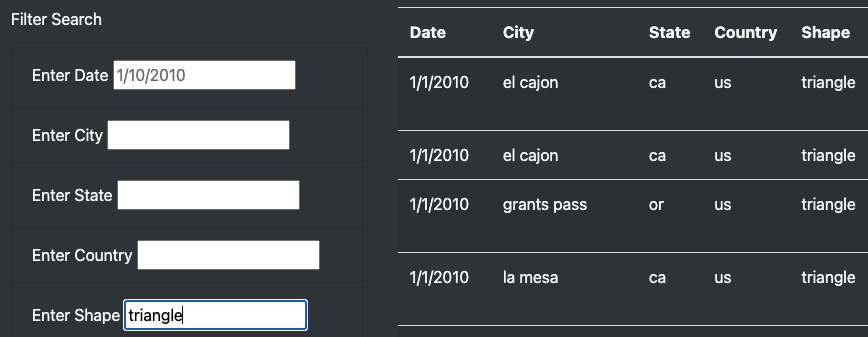 Filter Search
Enter Date 1/10/2010
Enter City
Enter State
Enter Country
Enter Shape triangle
Date City State Country Shape
1/1/2010 el cajon ca us triangle
1/1/2010 el cajon ca us triangle
1/1/2010 grants pass or us triangle
1/1/2010 la mesa ca us triangle